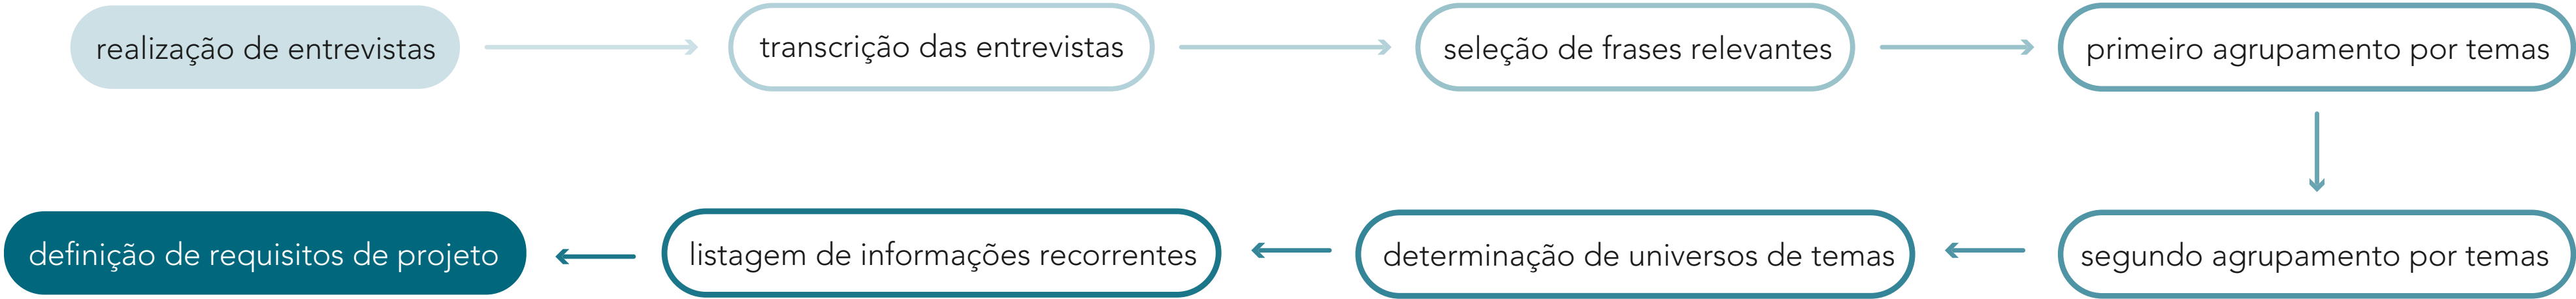 realização de entrevistas
transcrição das entrevistas
seleção de frases relevantes
primeiro agrupamento por temas
segundo agrupamento por temas
determinação de universos de temas
listagem de informações recorrentes
definição de requisitos de projeto